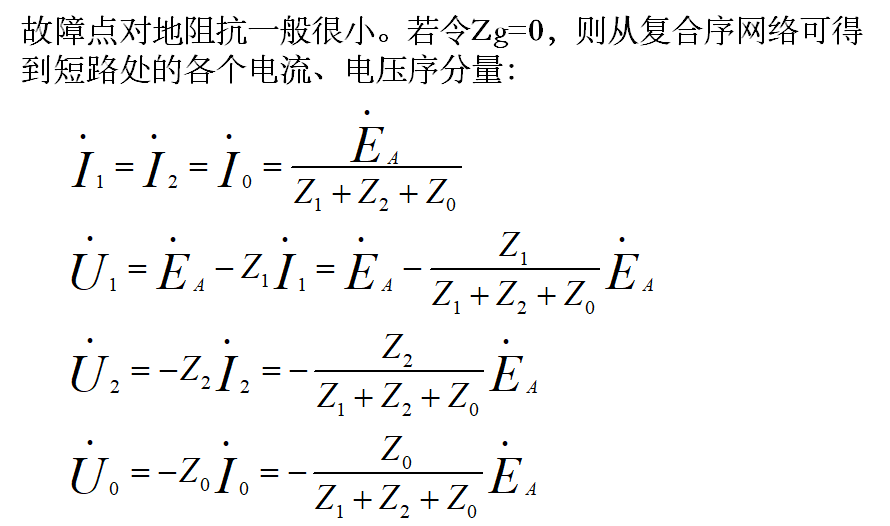 故障点对地阻抗一般很小。若令Zg=0，则从复合序网络可得
到短路处的各个电流、电压序分量：
$\dot{I}_1 = \dot{I}_2 = \dot{I}_0 = \frac{\dot{E}_A}{Z_1 + Z_2 + Z_0}$
$\dot{U}_1 = \dot{E}_A - Z_1 \dot{I}_1 = \dot{E}_A - \frac{Z_1}{Z_1 + Z_2 + Z_0} \dot{E}_A$
$\dot{U}_2 = -Z_2 \dot{I}_2 = -\frac{Z_2}{Z_1 + Z_2 + Z_0} \dot{E}_A$
$\dot{U}_0 = -Z_0 \dot{I}_0 = -\frac{Z_0}{Z_1 + Z_2 + Z_0} \dot{E}_A$